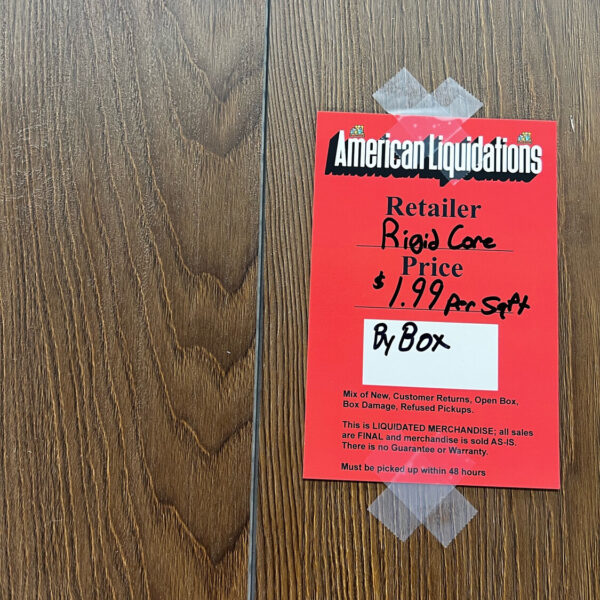 American Liquidations
Retailer
Rigid Core
Price
$1.99 per Sqft
By Box
Mix of New, Customer Returns, Open Box,
Box Damage, Refused Pickups.
This is LIQUIDATED MERCHANDISE; all sales
are FINAL and merchandise is sold AS-IS.
There is no Guarantee or Warranty.
Must be picked up within 48 hours